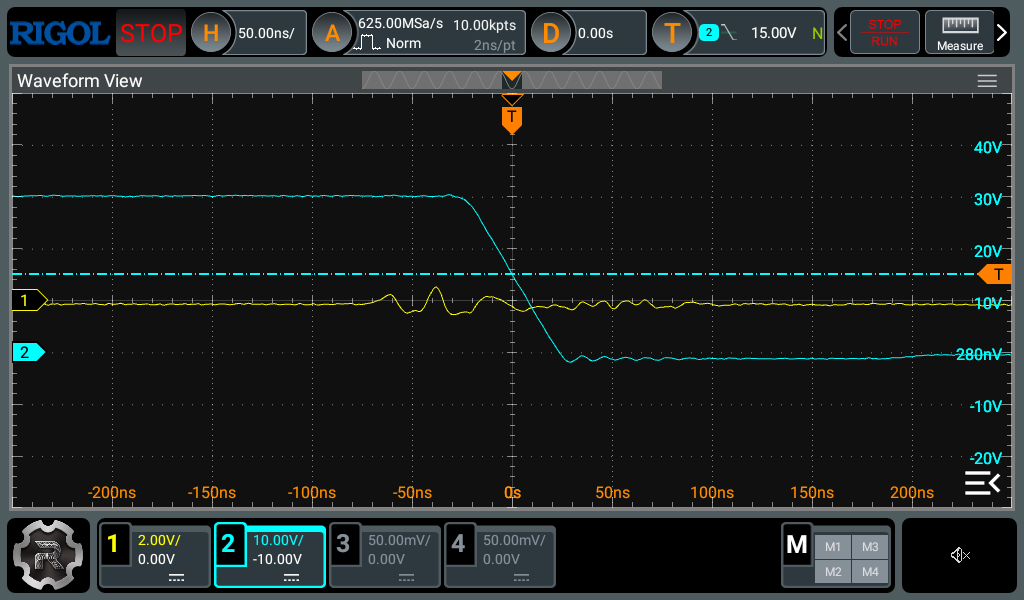 RIGOL STOP H 50.00ns/ A 625.00MSa/s 10.00kpts D 0.00s T 2 15.00V N STOP
Norm 2ns/pt RUN Measure
Waveform View
T
40V
30V
20V
T
1
10V
2
280nV
-10V
-20V
-200ns -150ns -100ns -50ns 0s 50ns 100ns 150ns 200ns
1 2.00V/ 2 10.00V/ 3 50.00mV/ 4 50.00mV/ M M1 M3
0.00V -10.00V 0.00V 0.00V M2 M4
R